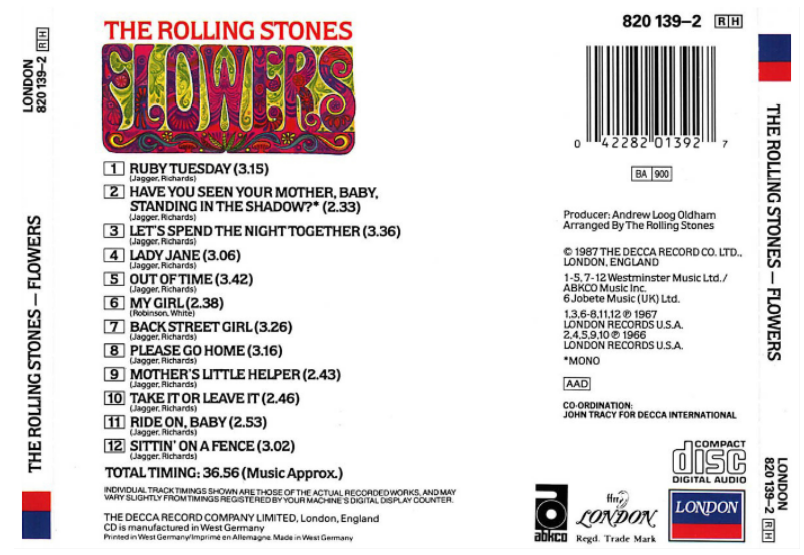 LONDON
820 139–2 RH
THE ROLLING STONES — FLOWERS
THE ROLLING STONES
FLOWERS
1 RUBY TUESDAY (3.15)
(Jagger, Richards)
2 HAVE YOU SEEN YOUR MOTHER, BABY,
STANDING IN THE SHADOW?* (2.33)
(Jagger, Richards)
3 LET'S SPEND THE NIGHT TOGETHER (3.36)
(Jagger, Richards)
4 LADY JANE (3.06)
(Jagger, Richards)
5 OUT OF TIME (3.42)
(Jagger, Richards)
6 MY GIRL (2.38)
(Robinson, White)
7 BACK STREET GIRL (3.26)
(Jagger, Richards)
8 PLEASE GO HOME (3.16)
(Jagger, Richards)
9 MOTHER'S LITTLE HELPER (2.43)
(Jagger, Richards)
10 TAKE IT OR LEAVE IT (2.46)
(Jagger, Richards)
11 RIDE ON, BABY (2.53)
(Jagger, Richards)
12 SITTIN' ON A FENCE (3.02)
(Jagger, Richards)
TOTAL TIMING: 36.56 (Music Approx.)
INDIVIDUAL TRACK TIMINGS SHOWN ARE THOSE OF THE ACTUAL RECORDED WORKS, AND MAY
VARY SLIGHTLY FROM TIMINGS REGISTERED BY YOUR MACHINE'S DIGITAL DISPLAY COUNTER.
THE DECCA RECORD COMPANY LIMITED, London, England
CD is manufactured in West Germany
Printed in West Germany/Imprimé en Allemagne. Made in West Germany
820 139–2 RH
0 42282 01392 7
BA 900
Producer: Andrew Loog Oldham
Arranged By The Rolling Stones
© 1987 THE DECCA RECORD CO. LTD.,
LONDON, ENGLAND
1-5, 7-12 Westminster Music Ltd./
ABKCO Music Inc.
6 Jobete Music (UK) Ltd.
1,3,6-8,11,12 ℗ 1967
LONDON RECORDS U.S.A.
2,4,5,9,10 ℗ 1966
LONDON RECORDS U.S.A.
*MONO
AAD
CO-ORDINATION:
JOHN TRACY FOR DECCA INTERNATIONAL
COMPACT
disc
DIGITAL AUDIO
abkco
ffrr
LONDON
Regd. Trade Mark
LONDON
THE ROLLING STONES — FLOWERS
LONDON
820 139–2 RH